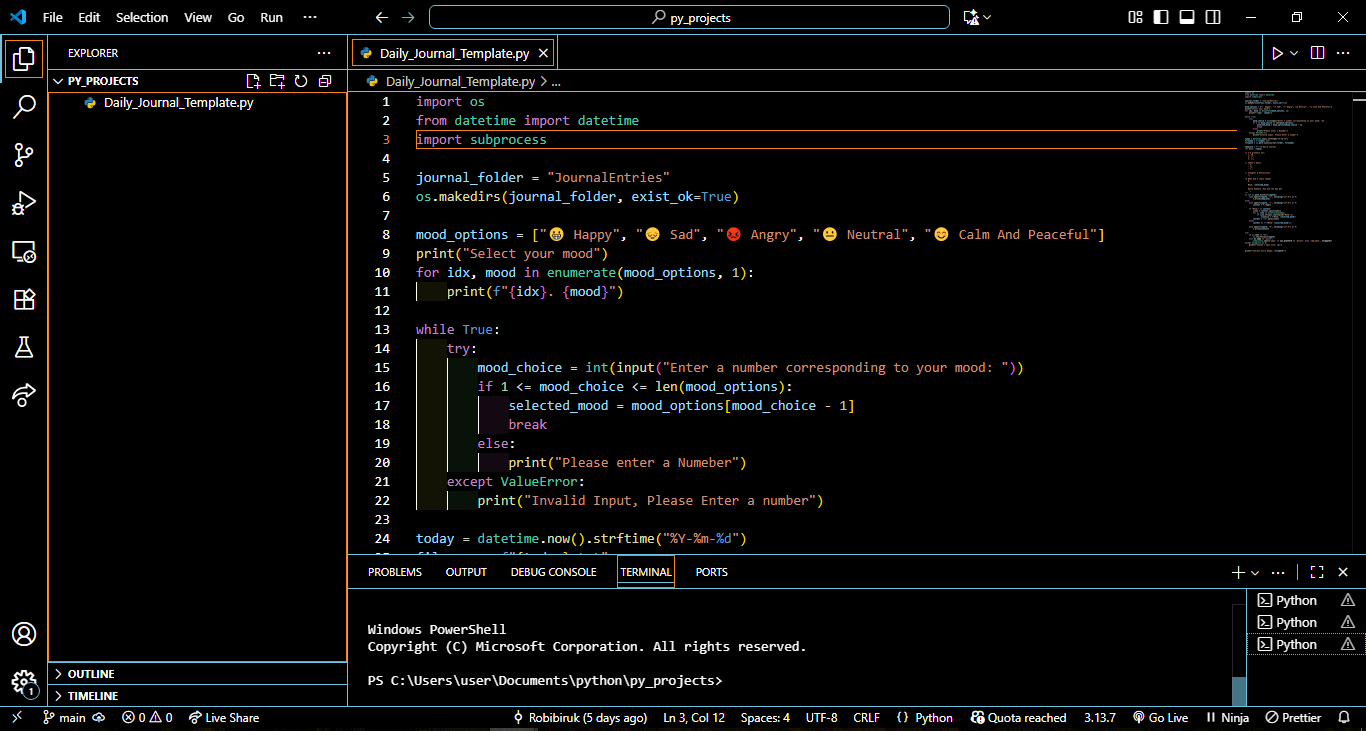 File Edit Selection View Go Run ··· py_projects
EXPLORER ···
PY_PROJECTS
Daily_Journal_Template.py
OUTLINE
TIMELINE
Daily_Journal_Template.py
Daily_Journal_Template.py > ...
1 import os
2 from datetime import datetime
3 import subprocess
4
5 journal_folder = "JournalEntries"
6 os.makedirs(journal_folder, exist_ok=True)
7
8 mood_options = ["😀 Happy", "😞 Sad", "😡 Angry", "😐 Neutral", "😊 Calm And Peaceful"]
9 print("Select your mood")
10 for idx, mood in enumerate(mood_options, 1):
11 print(f"{idx}. {mood}")
12
13 while True:
14 try:
15 mood_choice = int(input("Enter a number corresponding to your mood: "))
16 if 1 <= mood_choice <= len(mood_options):
17 selected_mood = mood_options[mood_choice - 1]
18 break
19 else:
20 print("Please enter a Numeber")
21 except ValueError:
22 print("Invalid Input, Please Enter a number")
23
24 today = datetime.now().strftime("%Y-%m-%d")
PROBLEMS OUTPUT DEBUG CONSOLE TERMINAL PORTS
Windows PowerShell
Copyright (C) Microsoft Corporation. All rights reserved.
PS C:\Users\user\Documents\python\py_projects>
Python
Python
Python
1
main 0 0 Live Share Robibiruk (5 days ago) Ln 3, Col 12 Spaces: 4 UTF-8 CRLF {} Python Quota reached 3.13.7 Go Live Ninja Prettier